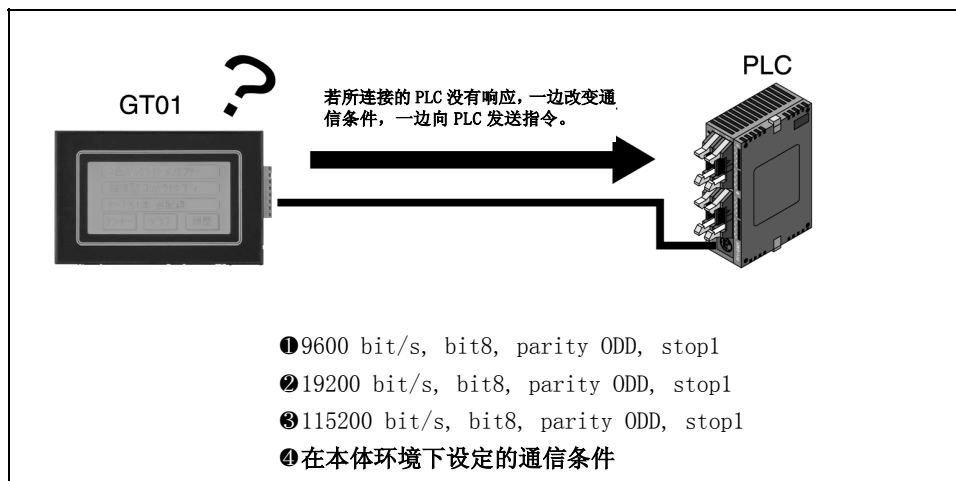 PLC
GT01
?
若所连接的 PLC 没有响应，一边改变通
信条件，一边向 PLC 发送指令。
❶9600 bit/s, bit8, parity ODD, stop1
❷19200 bit/s, bit8, parity ODD, stop1
❸115200 bit/s, bit8, parity ODD, stop1
❹在本体环境下设定的通信条件